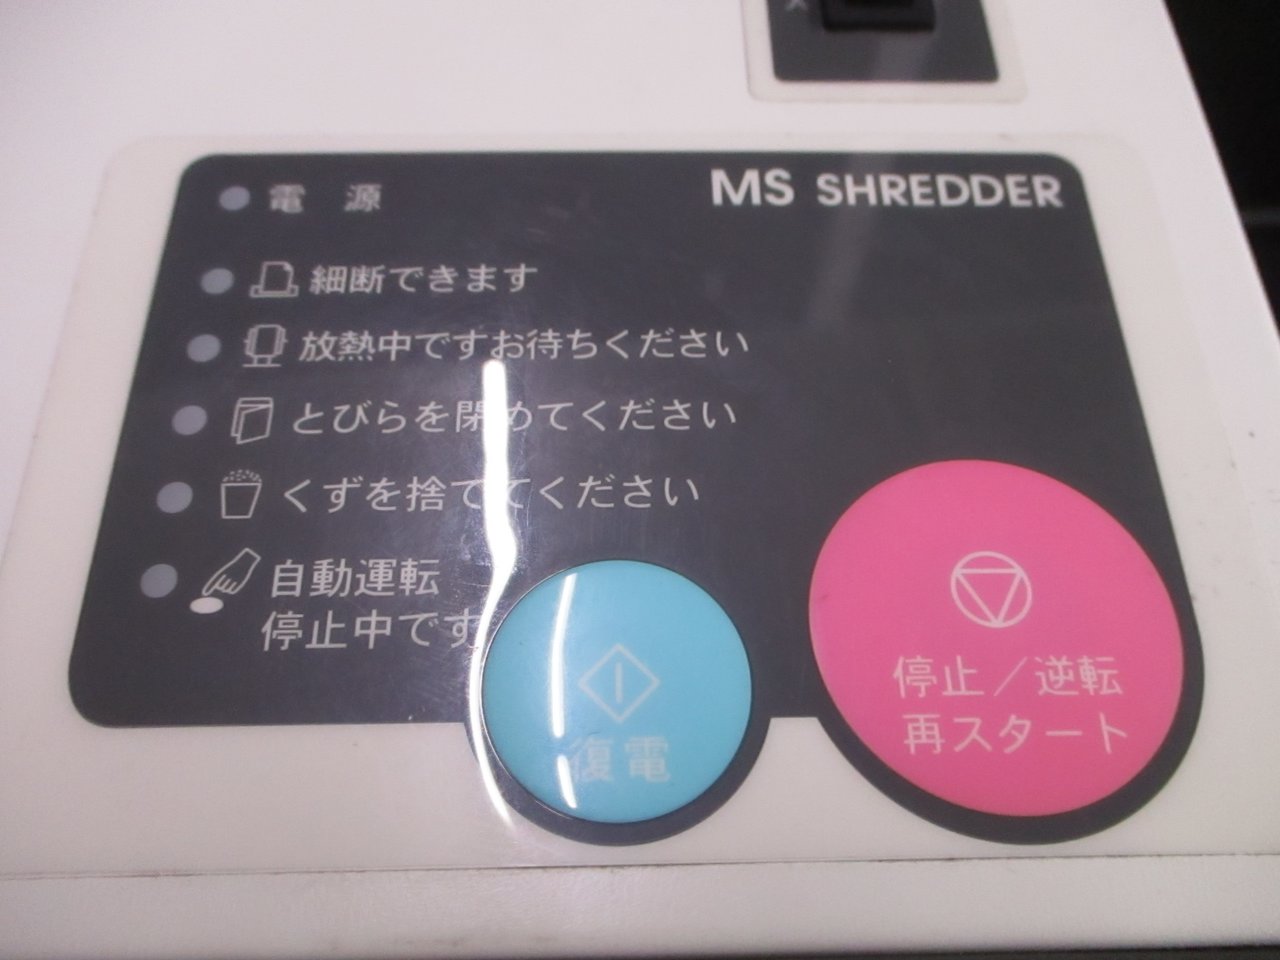 電 源
MS SHREDDER
細断できます
放熱中ですお待ちください
とびらを閉めてください
くずを捨ててください
自動運転
停止中です
復電
停止／逆転
再スタート